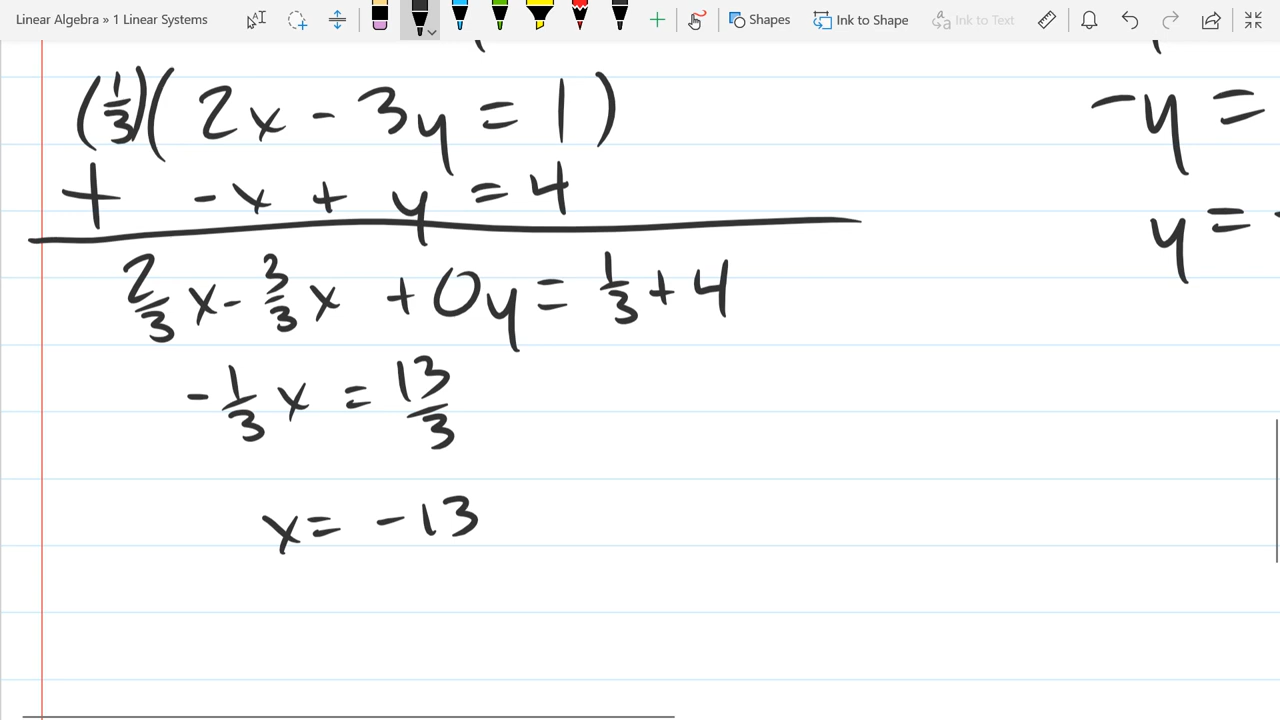 Linear Algebra » 1 Linear Systems
Shapes
Ink to Shape
Ink to Text
(1/3)(2x - 3y = 1)
+ -x + y = 4
2/3 x - 3/3 x + 0y = 1/3 + 4
-1/3 x = 13/3
x = -13
-y =
y =